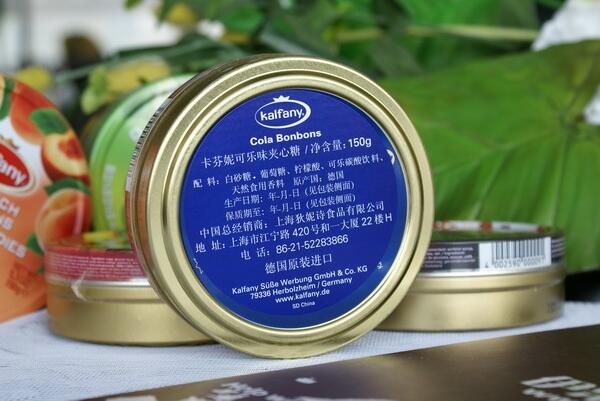 kalfany.
Cola Bonbons
卡芬妮可乐味夹心糖 / 净含量: 150g
配 料: 白砂糖、葡萄糖、柠檬酸、可乐碳酸饮料、
天然食用香料 原产国: 德国
生产日期: 年-月-日 (见包装侧面)
保质期至: 年-月-日 (见包装侧面)
中国总经销商: 上海狄妮诗食品有限公司
地 址: 上海市江宁路 420 号和一大厦 22 楼 H
电 话: 86-21-52283866
德国原装进口
Kalfany Süße Werbung GmbH & Co. KG
79336 Herbolzheim / Germany
www.kalfany.de
SD China
kalfany